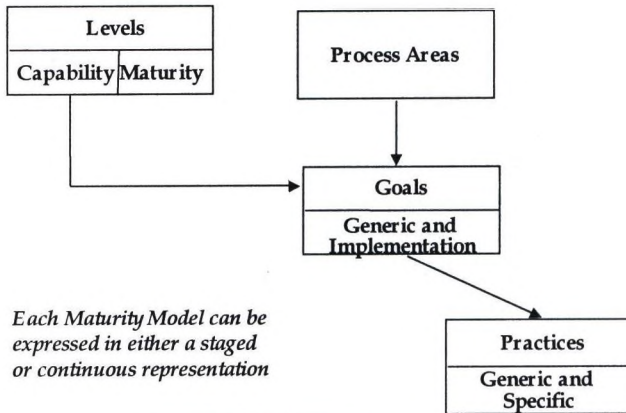 Levels
Capability Maturity
Process Areas
Goals
Generic and
Implementation
Each Maturity Model can be
expressed in either a staged
or continuous representation
Practices
Generic and
Specific